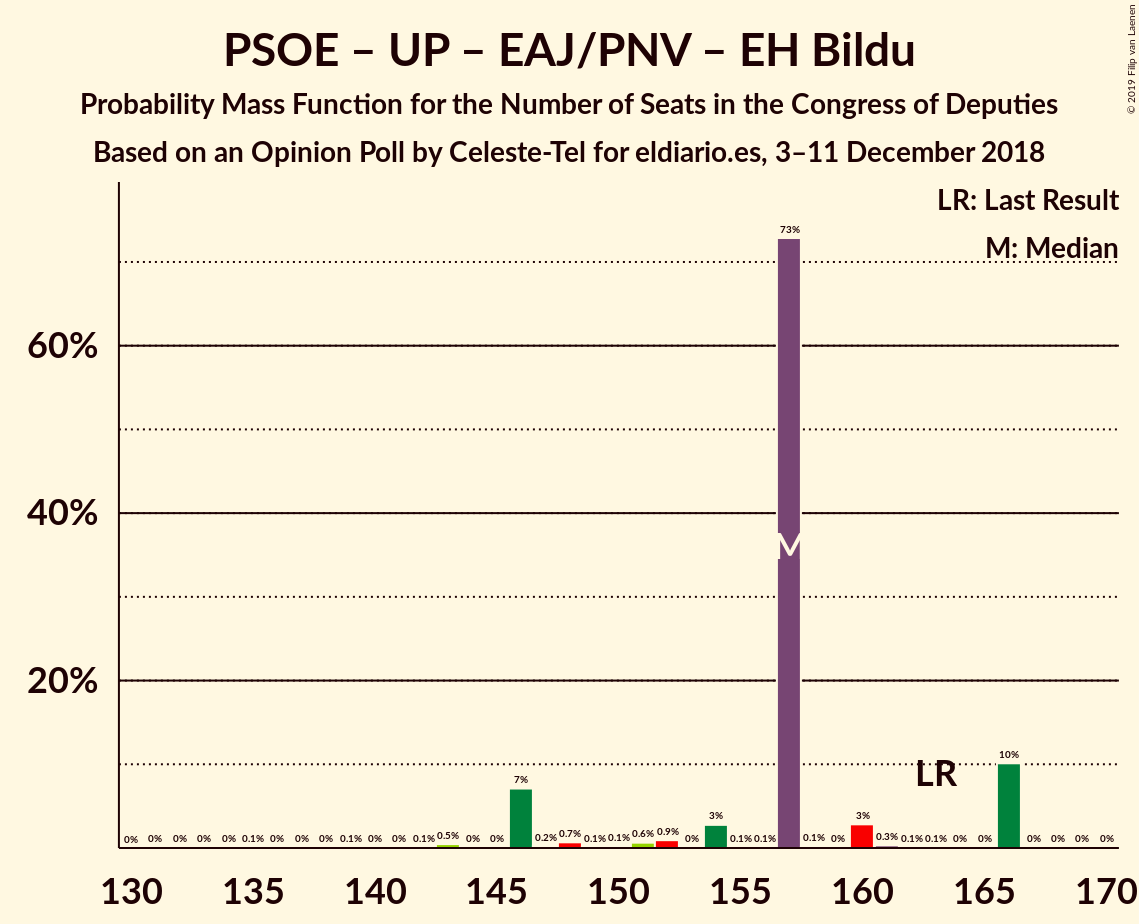 PSOE – UP – EAJ/PNV – EH Bildu
Probability Mass Function for the Number of Seats in the Congress of Deputies
Based on an Opinion Poll by Celeste-Tel for eldiario.es, 3–11 December 2018
© 2019 Filip van Laenen
LR: Last Result
M: Median
60%
40%
20%
0% 0% 0% 0% 0% 0.1% 0% 0% 0% 0.1% 0% 0% 0.1% 0.5% 0% 0% 7% 0.2% 0.7% 0.1% 0.1% 0.6% 0.9% 0% 3% 0.1% 0.1% 73% 0.1% 0% 3% 0.3% 0.1% 0.1% 0% 0% 10% 0% 0% 0% 0%
M
LR
130 135 140 145 150 155 160 165 170